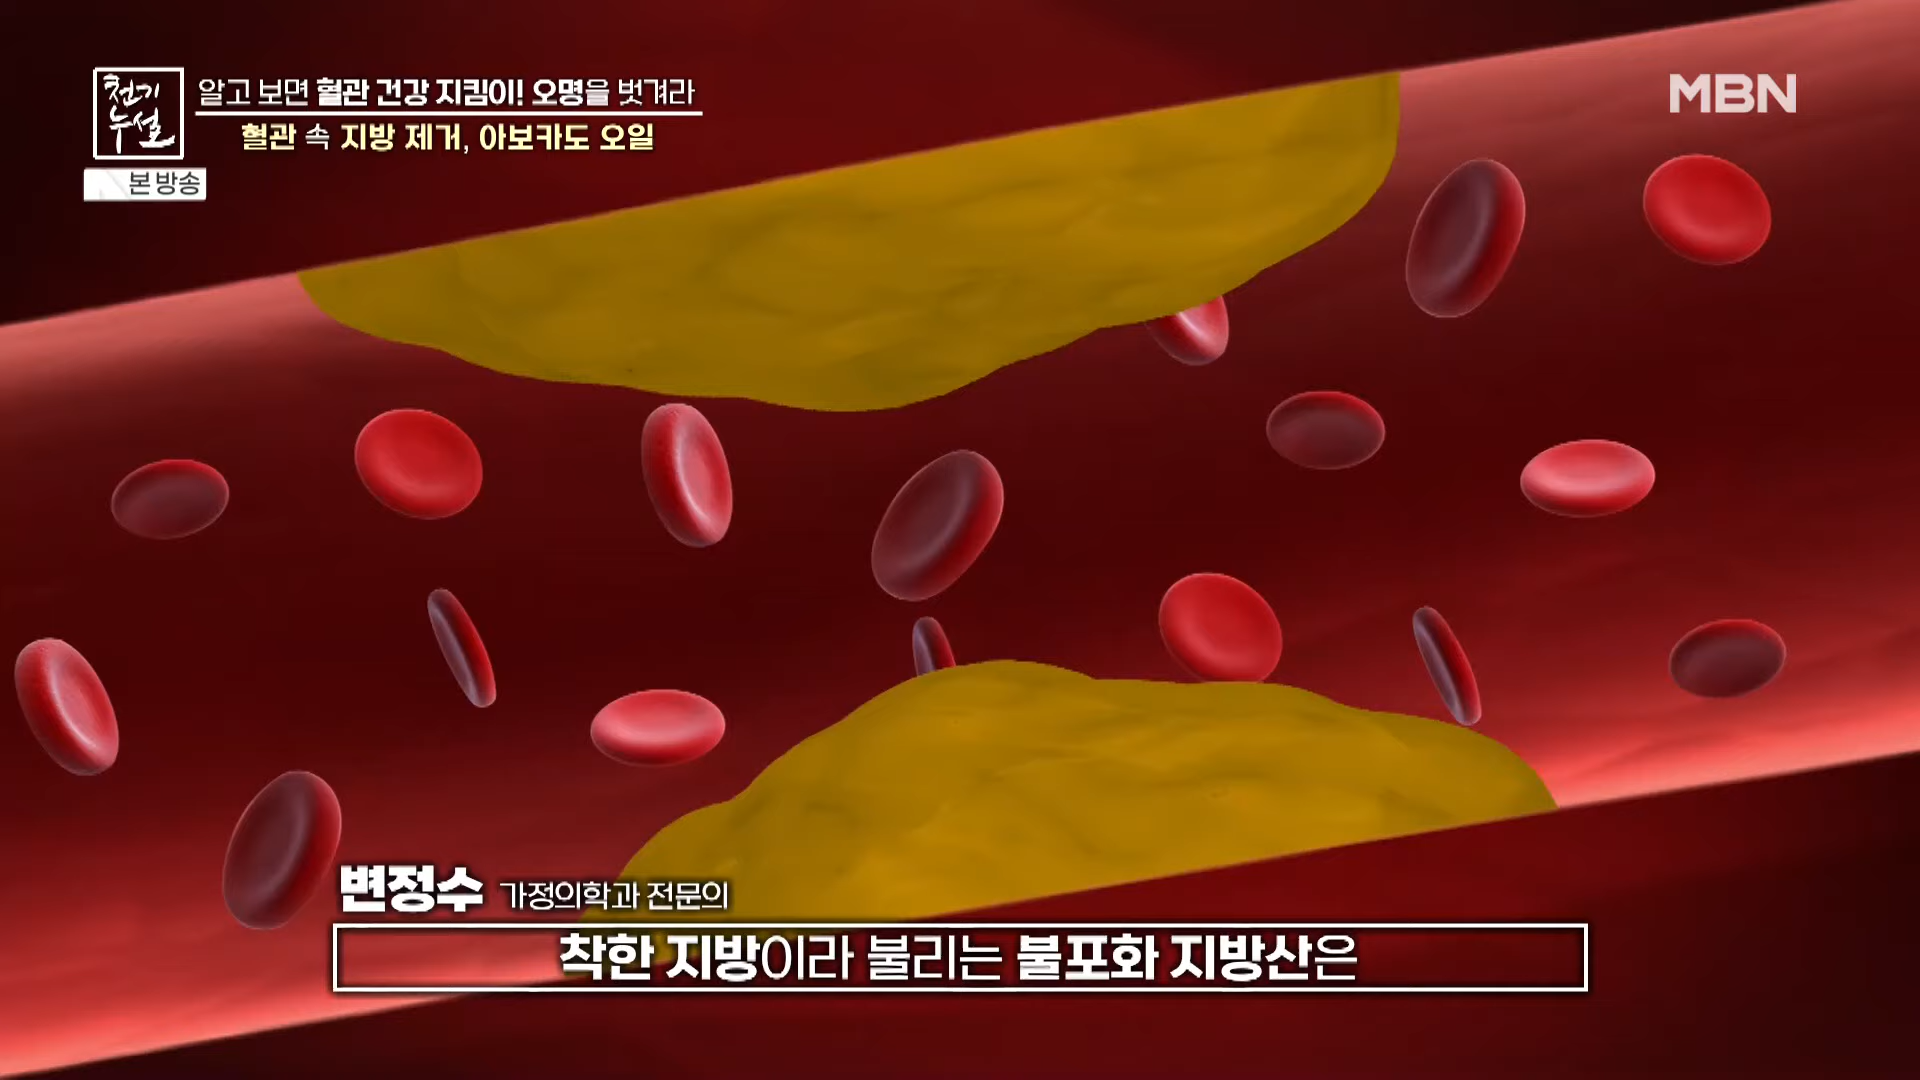 천기누설
알고 보면 혈관 건강 지킴이! 오명을 벗겨라
혈관 속 지방 제거, 아보카도 오일
본 방송
MBN
변정수 가정의학과 전문의
착한 지방이라 불리는 불포화 지방산은